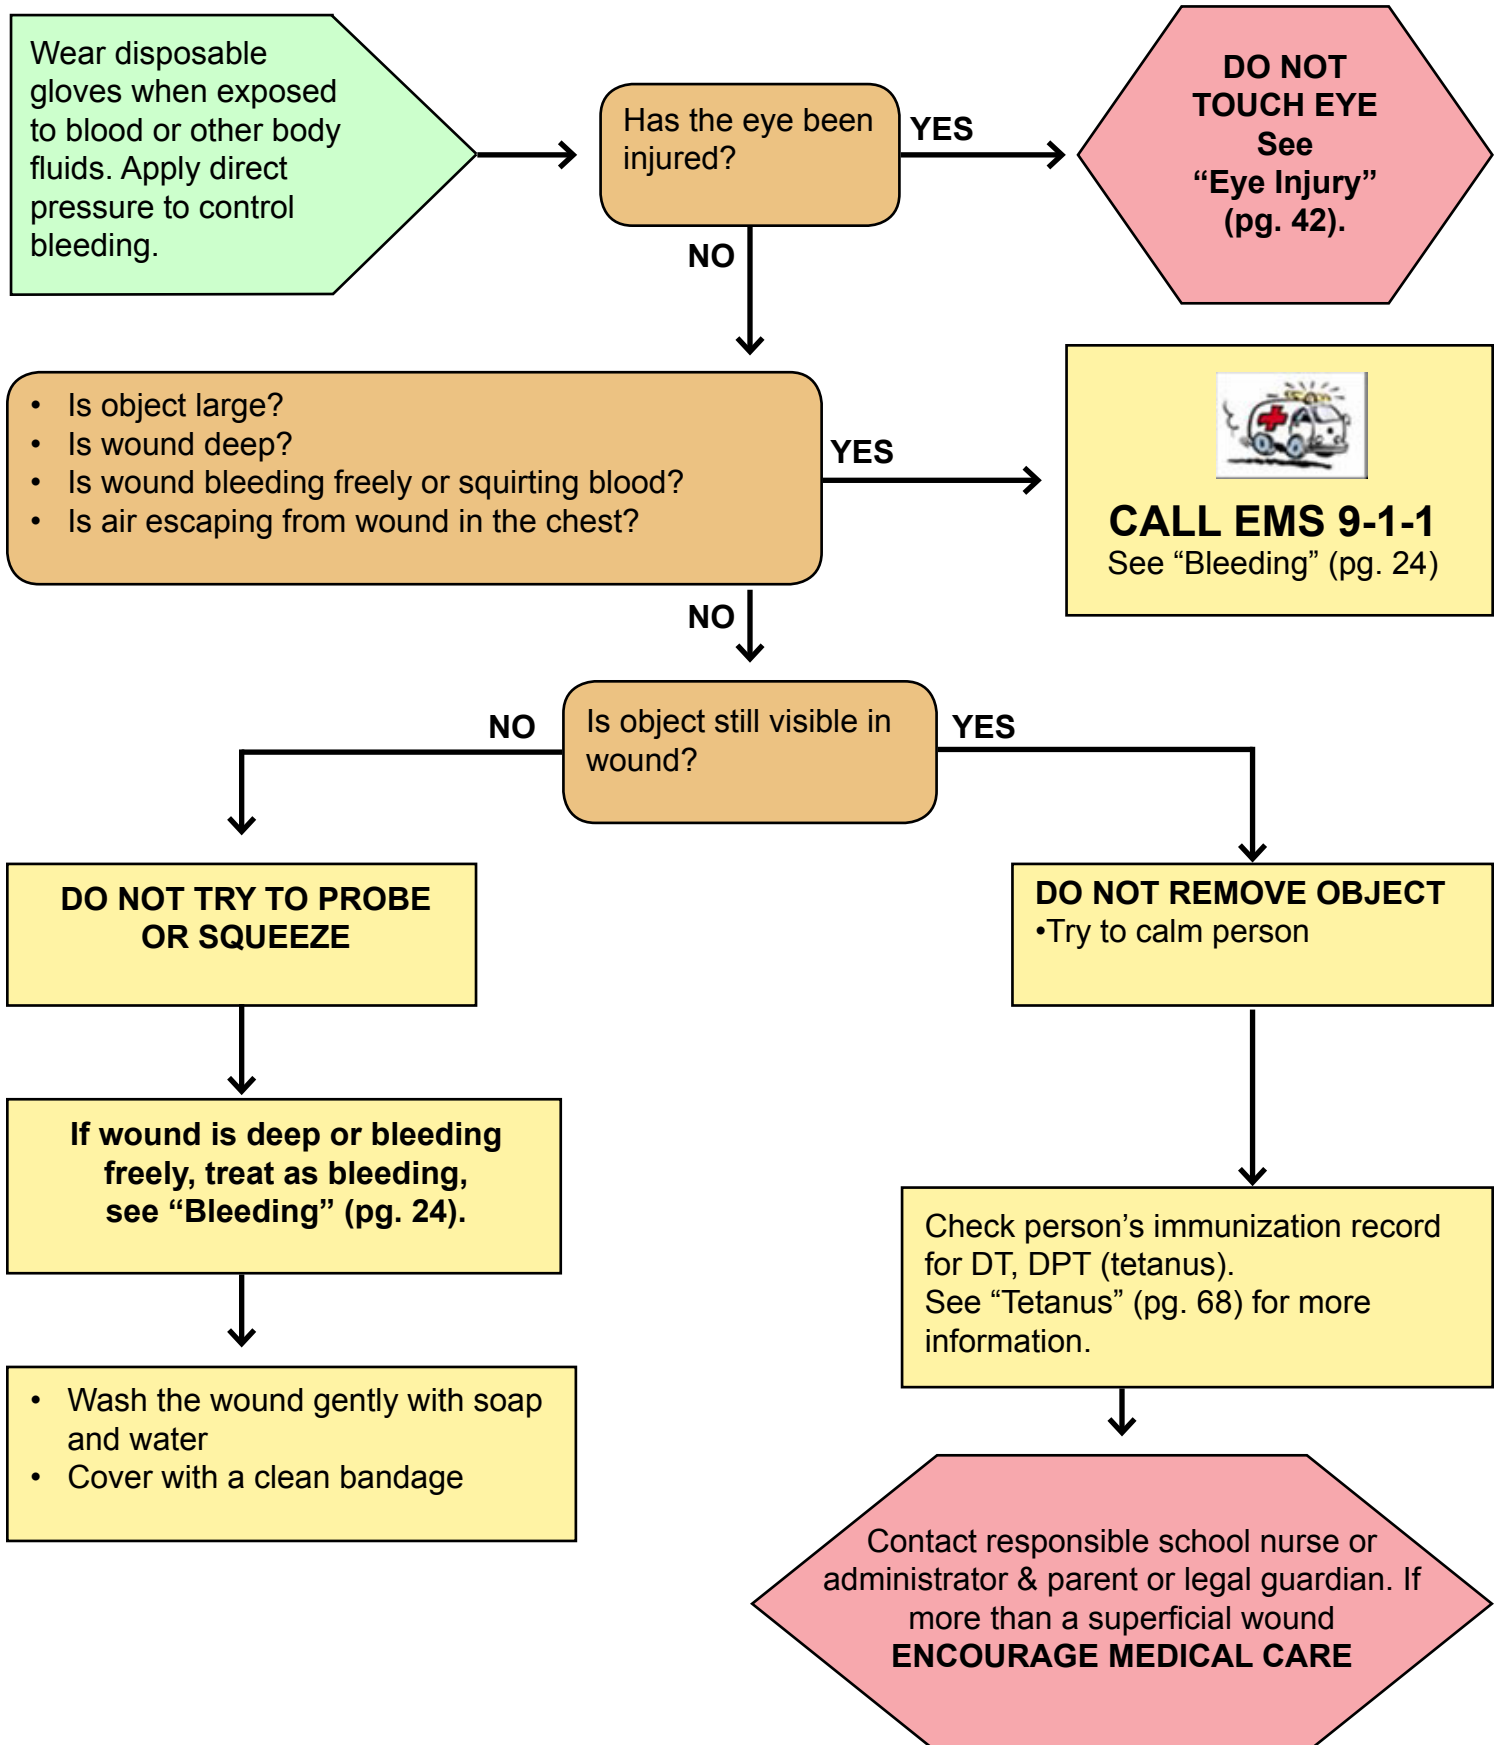 Wear disposable
gloves when exposed
to blood or other body
fluids. Apply direct
pressure to control
bleeding.
Has the eye been
injured?
YES
DO NOT
TOUCH EYE
See
“Eye Injury”
(pg. 42).
NO
• Is object large?
• Is wound deep?
• Is wound bleeding freely or squirting blood?
• Is air escaping from wound in the chest?
YES
CALL EMS 9-1-1
See “Bleeding” (pg. 24)
NO
Is object still visible in
wound?
NO
YES
DO NOT TRY TO PROBE
OR SQUEEZE
DO NOT REMOVE OBJECT
•Try to calm person
If wound is deep or bleeding
freely, treat as bleeding,
see “Bleeding” (pg. 24).
Check person’s immunization record
for DT, DPT (tetanus).
See “Tetanus” (pg. 68) for more
information.
• Wash the wound gently with soap
and water
• Cover with a clean bandage
Contact responsible school nurse or
administrator & parent or legal guardian. If
more than a superficial wound
ENCOURAGE MEDICAL CARE